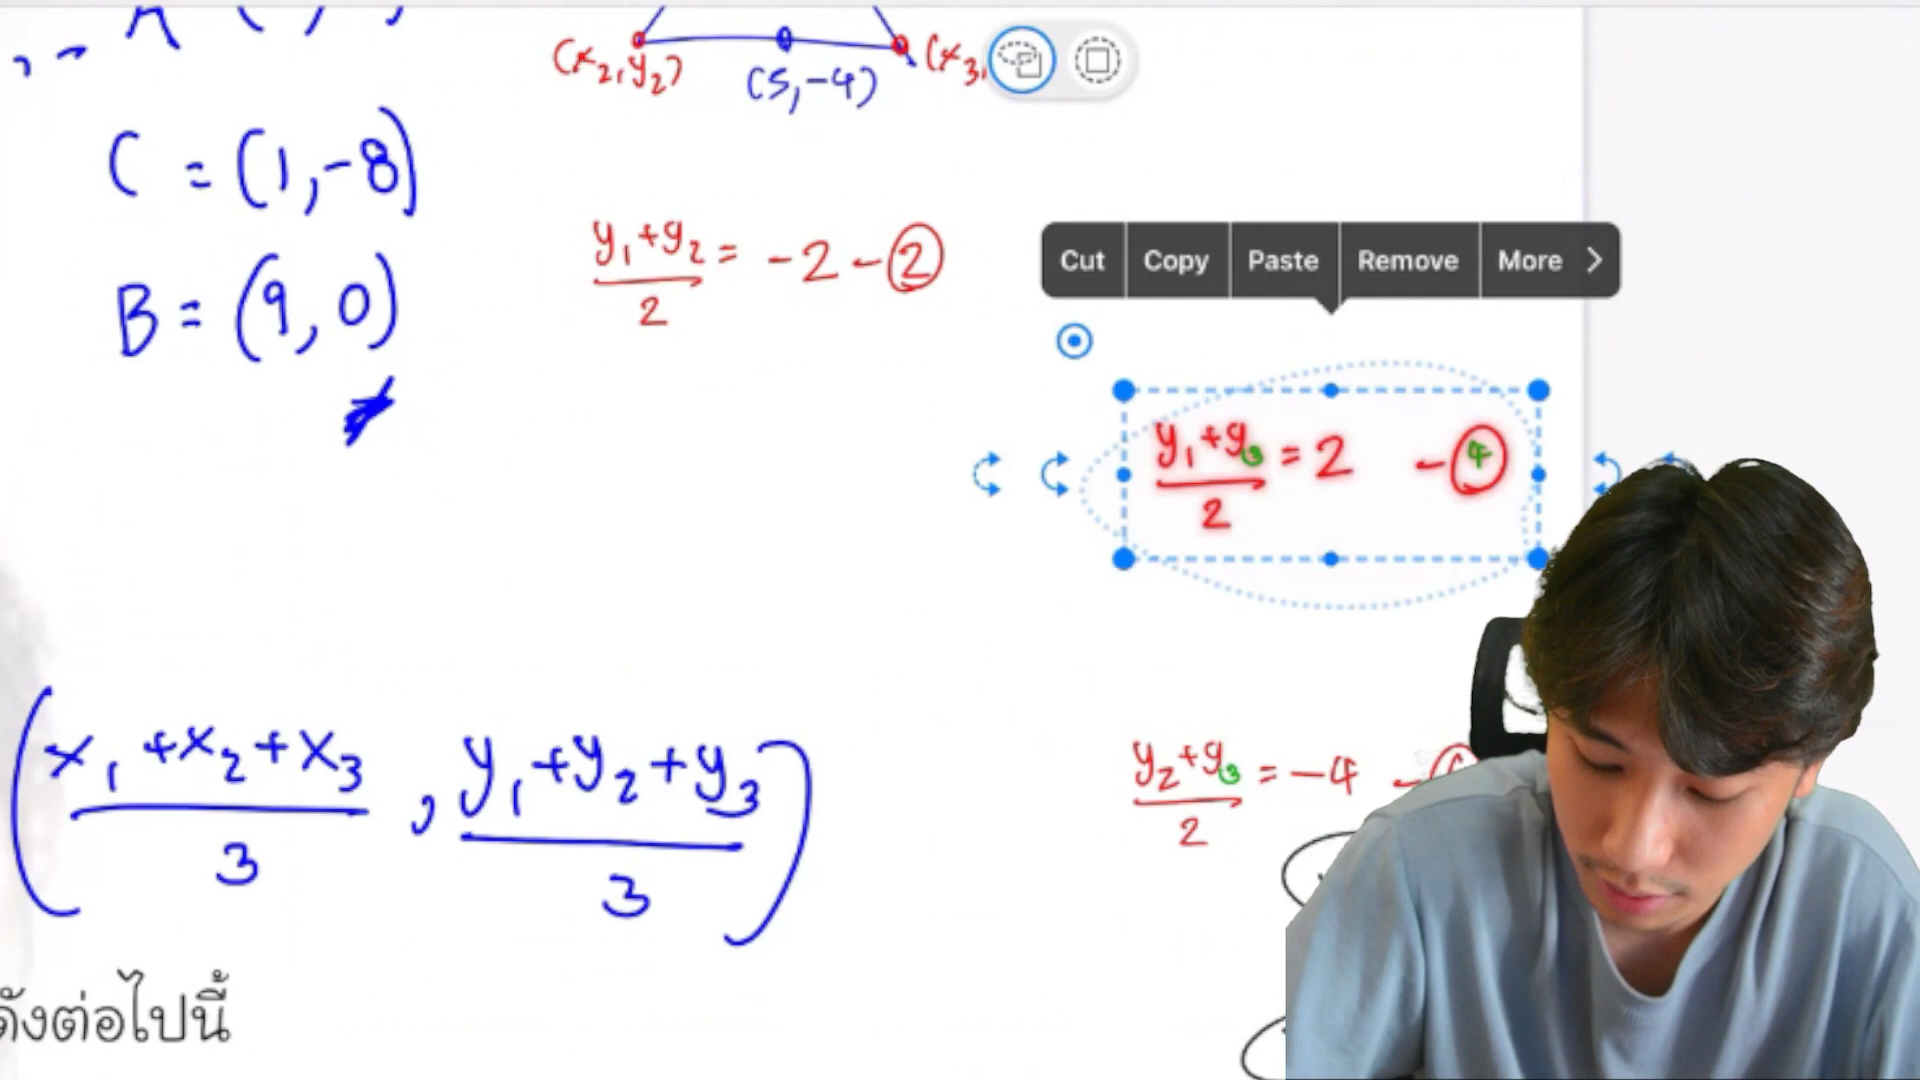 A ( , )
(x₂,y₂) (5,-4) (x₃,
C = (1,-8)
y₁+y₂/2 = -2 - ②
Cut Copy Paste Remove More
B = (9,0)
y₁+y₃/2 = 2 - ④
(x₁+x₂+x₃/3 , y₁+y₂+y₃/3)
y₂+y₃/2 = -4 -
ดังต่อไปนี้